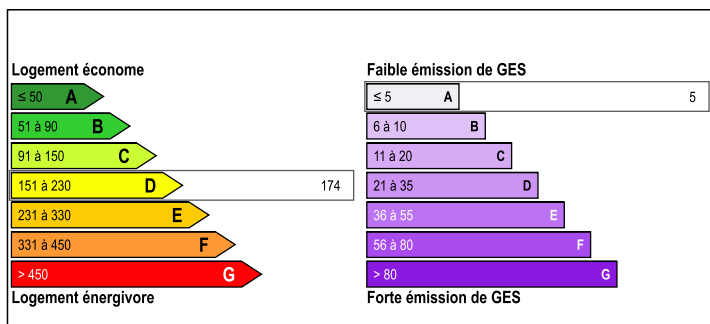 Logement économe
≤ 50 A
51 à 90 B
91 à 150 C
151 à 230 D 174
231 à 330 E
331 à 450 F
> 450 G
Logement énergivore
Faible émission de GES
≤ 5 A 5
6 à 10 B
11 à 20 C
21 à 35 D
36 à 55 E
56 à 80 F
> 80 G
Forte émission de GES